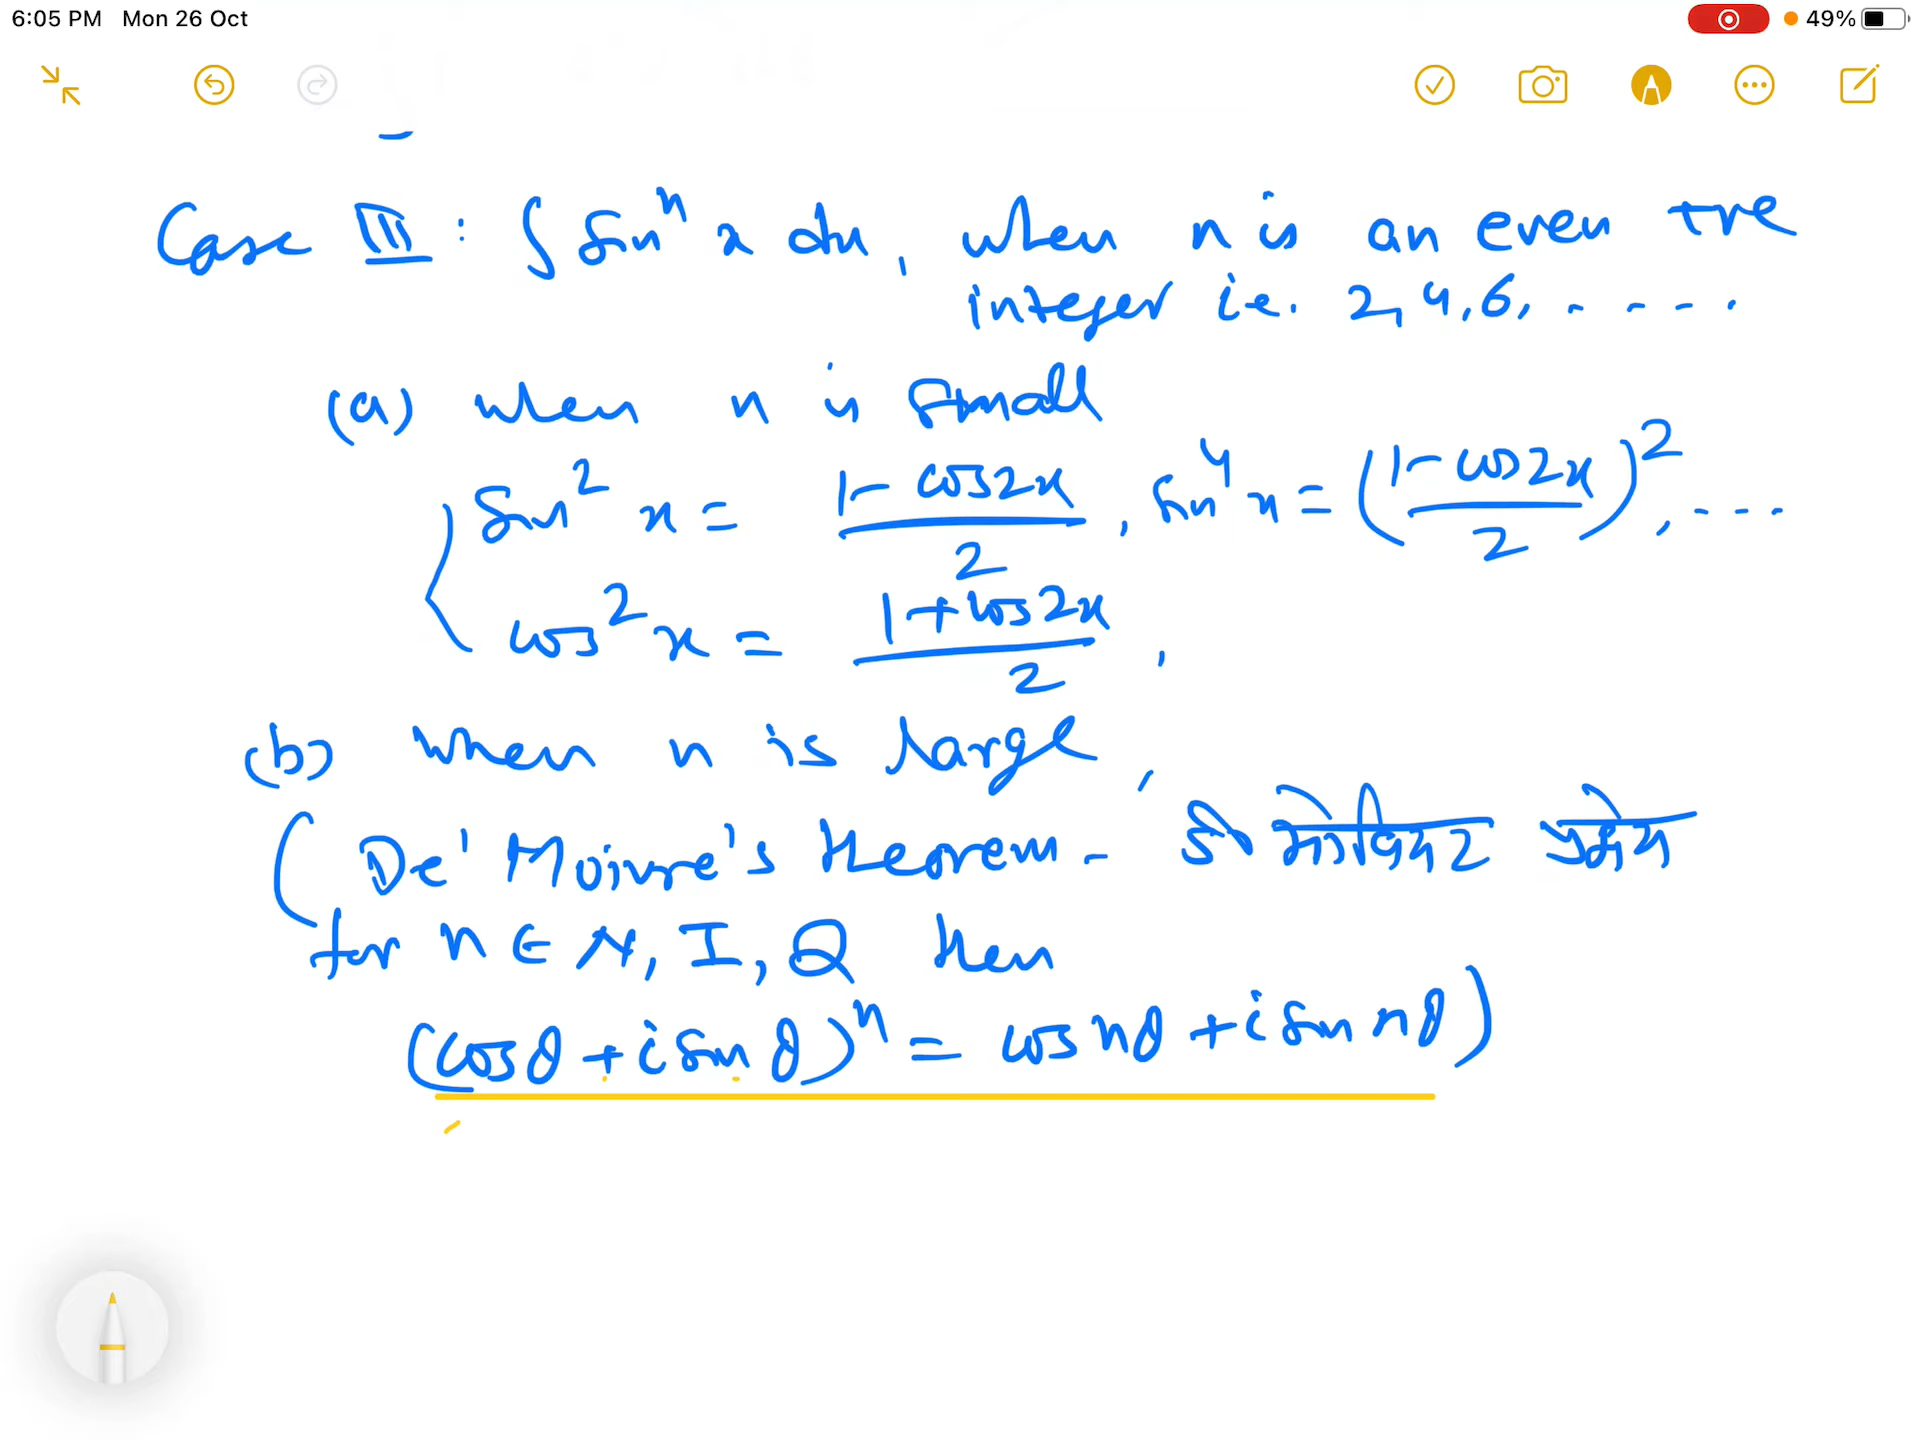 6:05 PM Mon 26 Oct 49%
Case III : ∫ sinⁿ x dx, when n is an even +ve
integer i.e. 2, 4, 6, . - - - .
(a) when n is small
sin² x = (1 - cos2x)/2 , sin⁴ x = ((1 - cos2x)/2)², - - -
cos² x = (1 + cos2x)/2 ,
(b) when n is large,
(De' Moivre's theorem - डी मोवियर प्रमेय
for n ∈ N, I, Q then
(cosθ + i sin θ)ⁿ = cos nθ + i sin nθ)